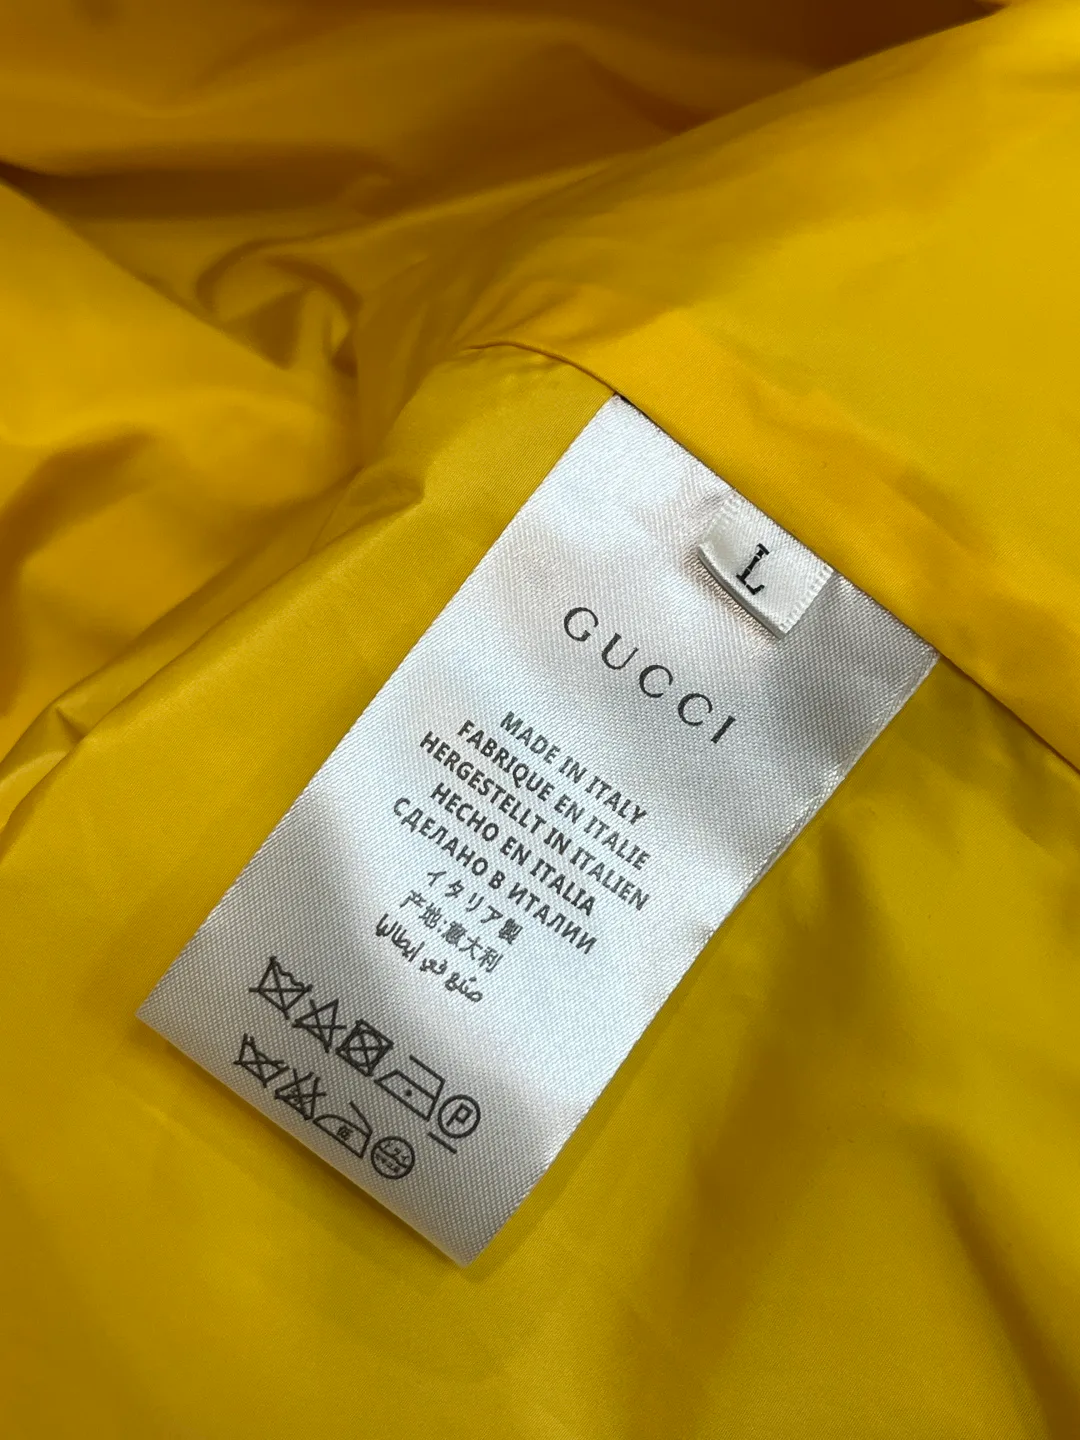 L
GUCCI
MADE IN ITALY
FABRIQUE EN ITALIE
HERGESTELLT IN ITALIEN
HECHO EN ITALIA
СДЕЛАНО В ИТАЛИИ
イタリア製
产地:意大利
صُنع في إيطاليا
P